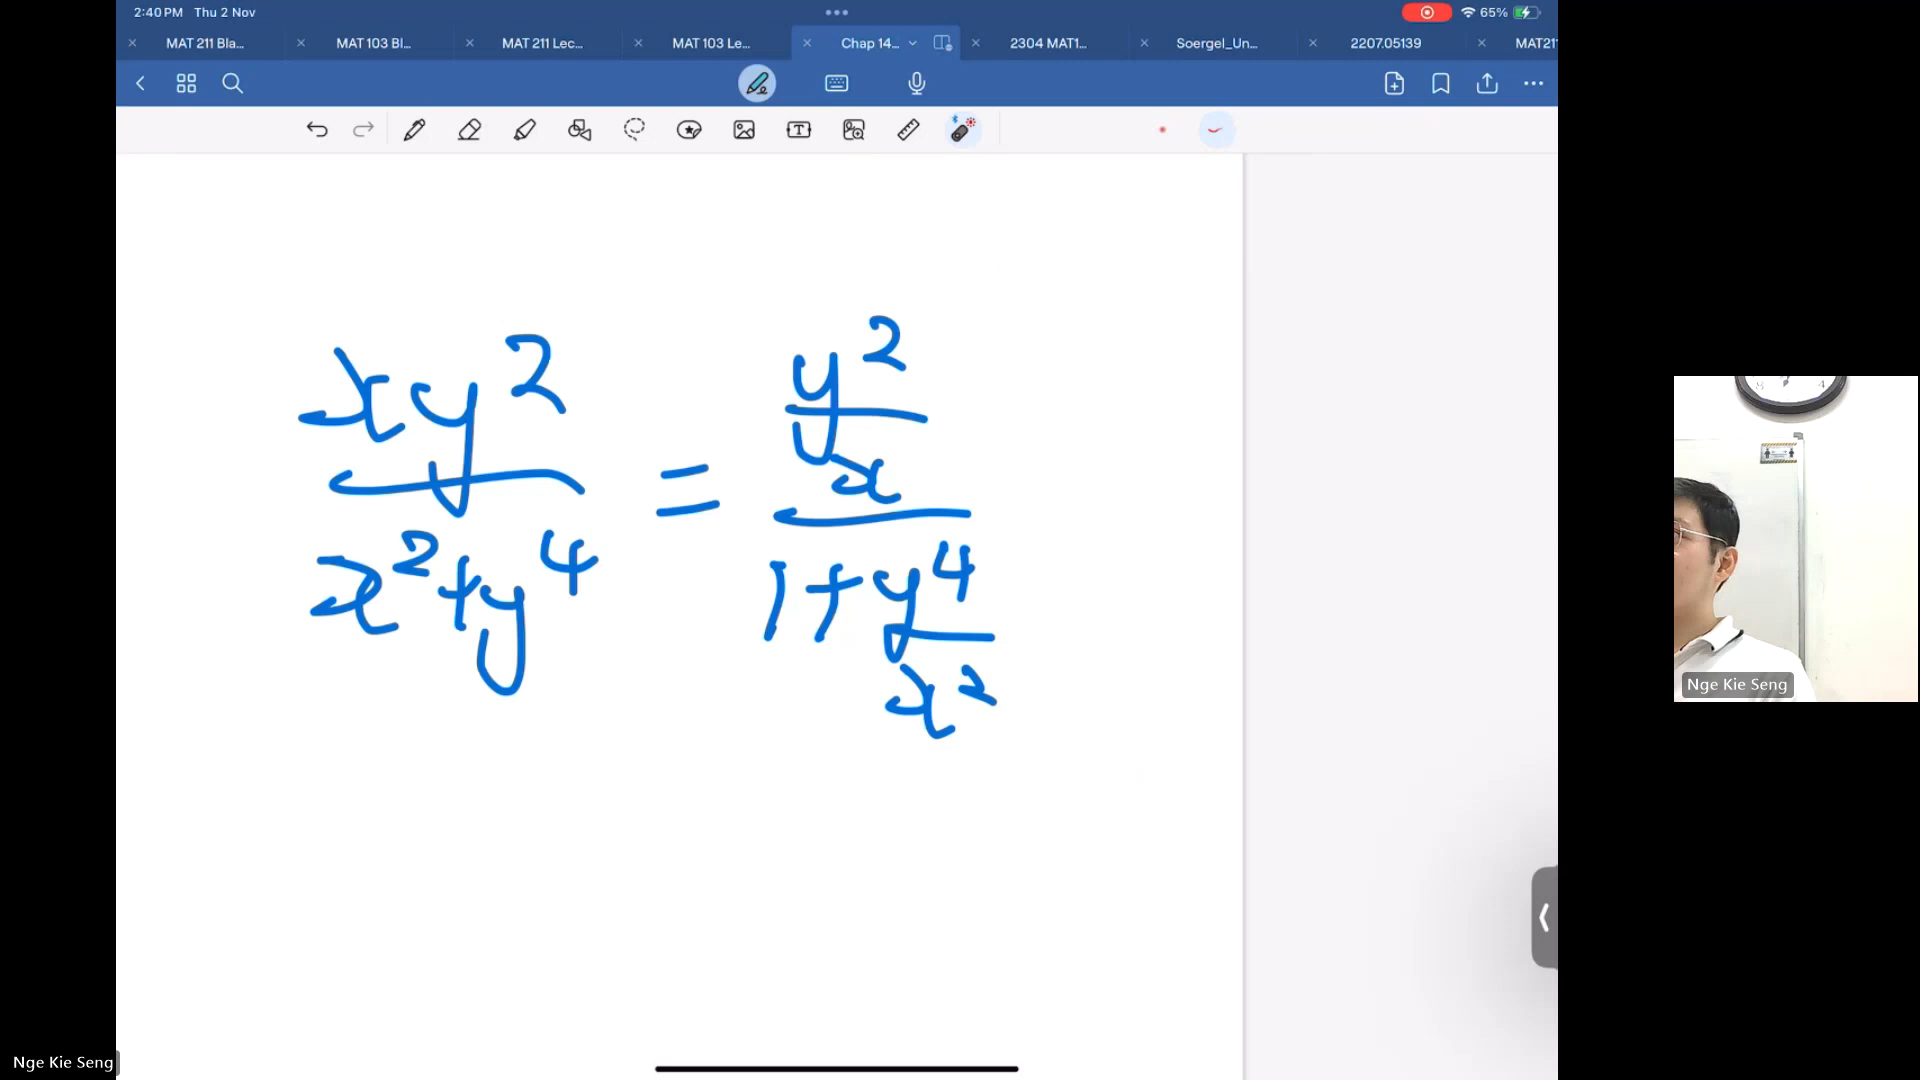 2:40 PM Thu 2 Nov
65%
MAT 211 Bla...
MAT 103 Bl...
MAT 211 Lec...
MAT 103 Le...
Chap 14...
2304 MAT1...
Soergel_Un...
2207.05139
MAT21
xy² / (x²+y⁴) = (y²/x) / (1+y⁴/x²)
8 4
Nge Kie Seng
Nge Kie Seng